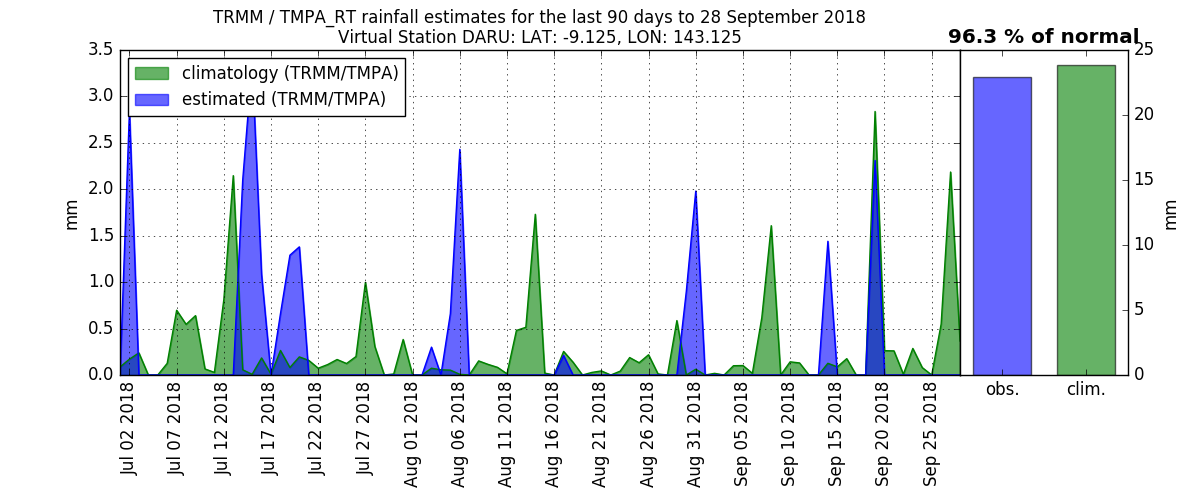 TRMM / TMPA_RT rainfall estimates for the last 90 days to 28 September 2018
Virtual Station DARU: LAT: -9.125, LON: 143.125
96.3 % of normal
climatology (TRMM/TMPA)
estimated (TRMM/TMPA)
mm
3.5
3.0
2.5
2.0
1.5
1.0
0.5
0.0
Jul 02 2018
Jul 07 2018
Jul 12 2018
Jul 17 2018
Jul 22 2018
Jul 27 2018
Aug 01 2018
Aug 06 2018
Aug 11 2018
Aug 16 2018
Aug 21 2018
Aug 26 2018
Aug 31 2018
Sep 05 2018
Sep 10 2018
Sep 15 2018
Sep 20 2018
Sep 25 2018
obs.
clim.
25
20
15
10
5
0
mm